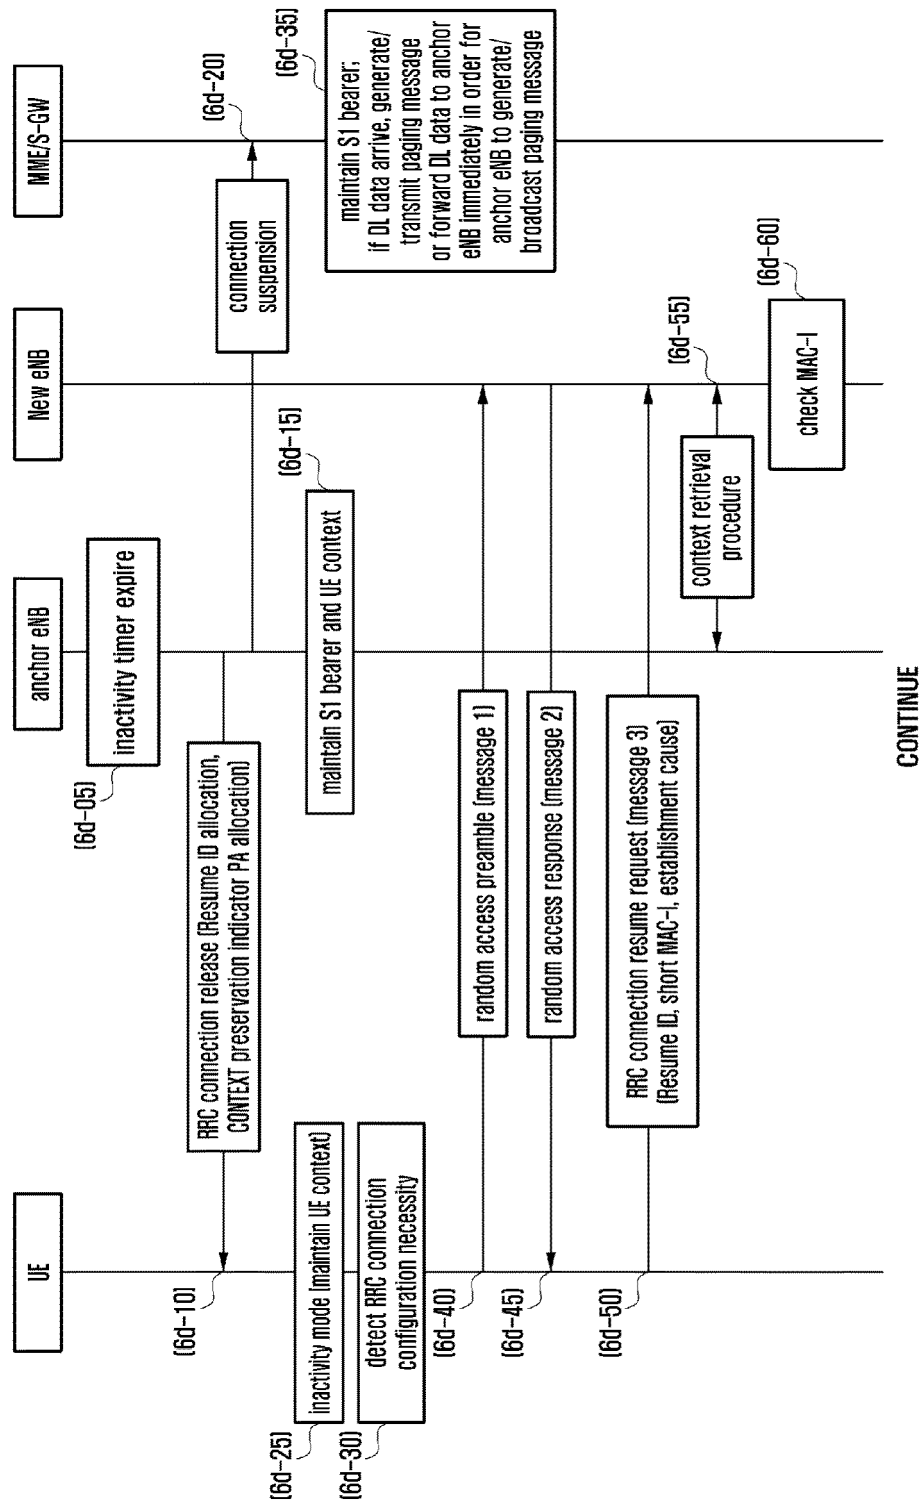 UE
anchor eNB
New eNB
MME/S-GW
inactivity timer expire
(6d-05)
RRC connection release (Resume ID allocation,
CONTEXT preservation indicator PA allocation)
(6d-10)
connection
suspension
(6d-20)
maintain S1 bearer and UE context
(6d-15)
inactivity mode (maintain UE context)
(6d-25)
maintain S1 bearer;
if DL data arrive, generate/
transmit paging message
or forward DL data to anchor
eNB immediately in order for
anchor eNB to generate/
broadcast paging message
(6d-35)
detect RRC connection
configuration necessity
(6d-30)
random access preamble (message 1)
(6d-40)
random access response (message 2)
(6d-45)
RRC connection resume request (message 3)
(Resume ID, short MAC-I, establishment cause)
(6d-50)
context retrieval
procedure
(6d-55)
check MAC-I
(6d-60)
CONTINUE